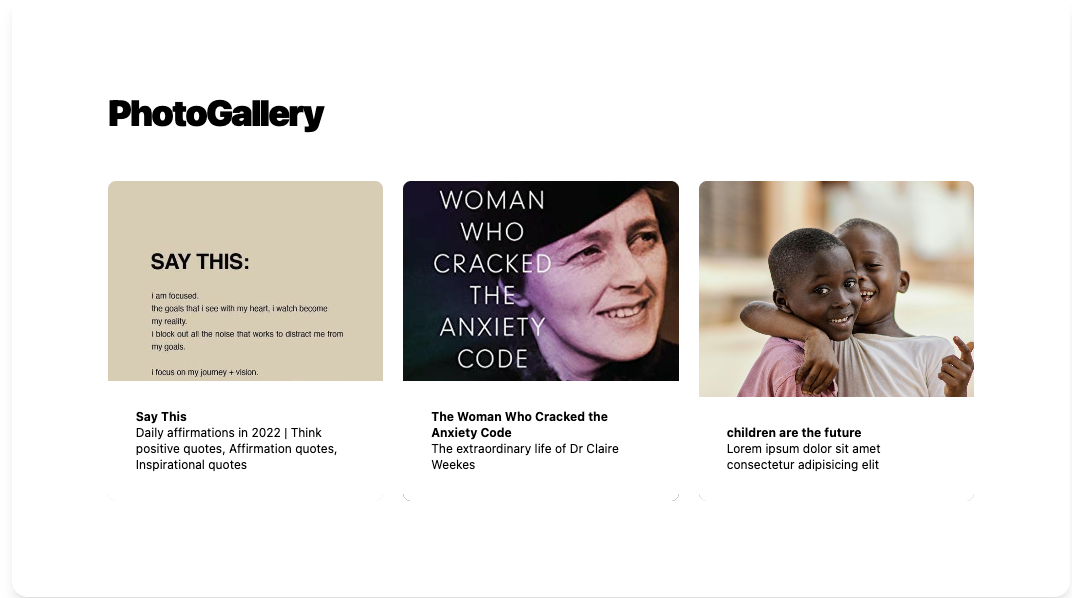 PhotoGallery
SAY THIS:
i am focused.
the goals that i see with my heart, i watch become
my reality.
i block out all the noise that works to distract me from
my goals.
i focus on my journey + vision.
Say This
Daily affirmations in 2022 | Think
positive quotes, Affirmation quotes,
Inspirational quotes
WOMAN
WHO
CRACKED
THE
ANXIETY
CODE
The Woman Who Cracked the
Anxiety Code
The extraordinary life of Dr Claire
Weekes
children are the future
Lorem ipsum dolor sit amet
consectetur adipisicing elit